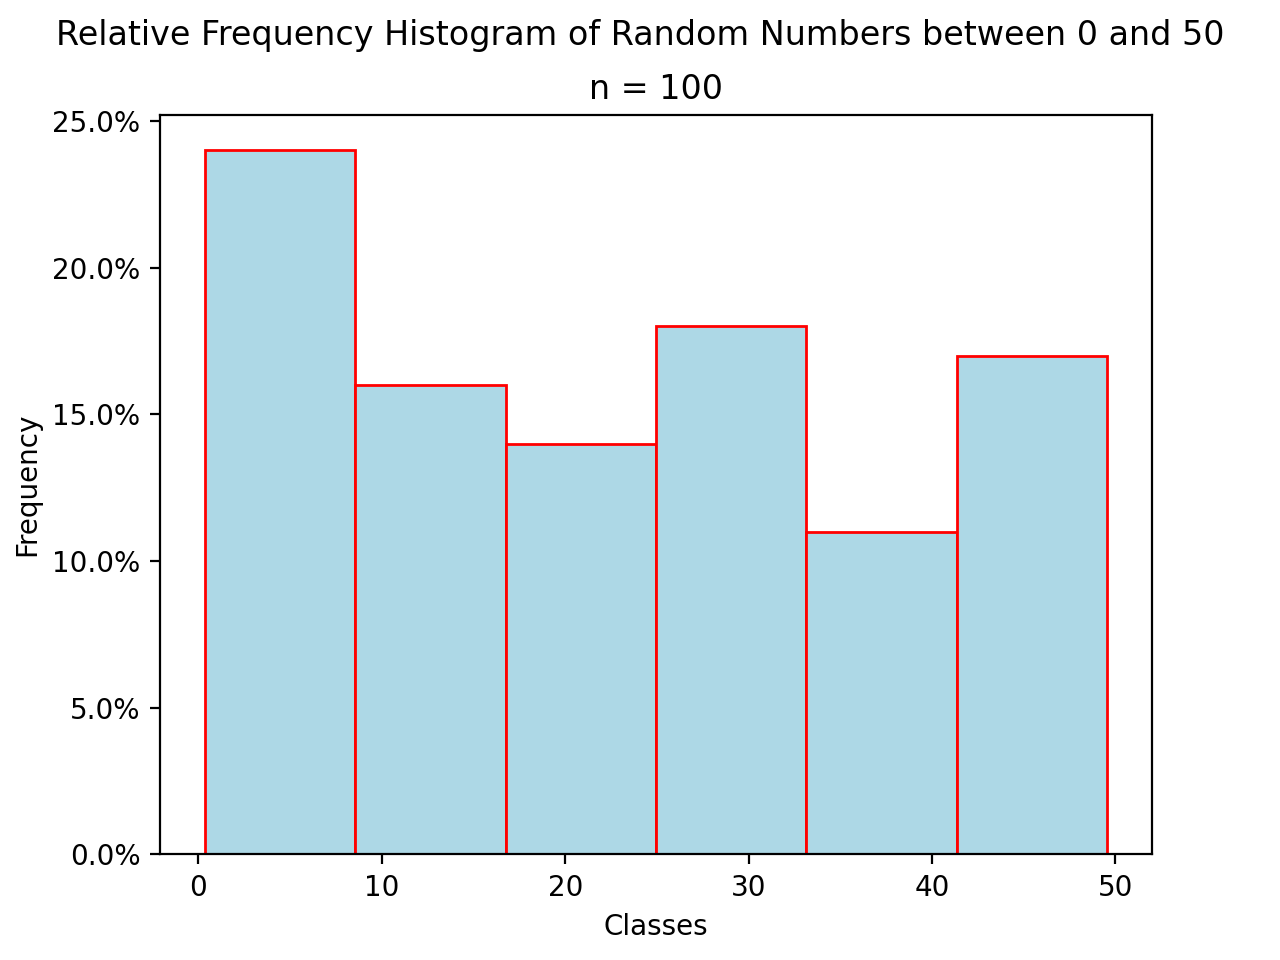 Relative Frequency Histogram of Random Numbers between 0 and 50
n = 100
25.0%
20.0%
15.0%
10.0%
5.0%
0.0%
Frequency
0 10 20 30 40 50
Classes